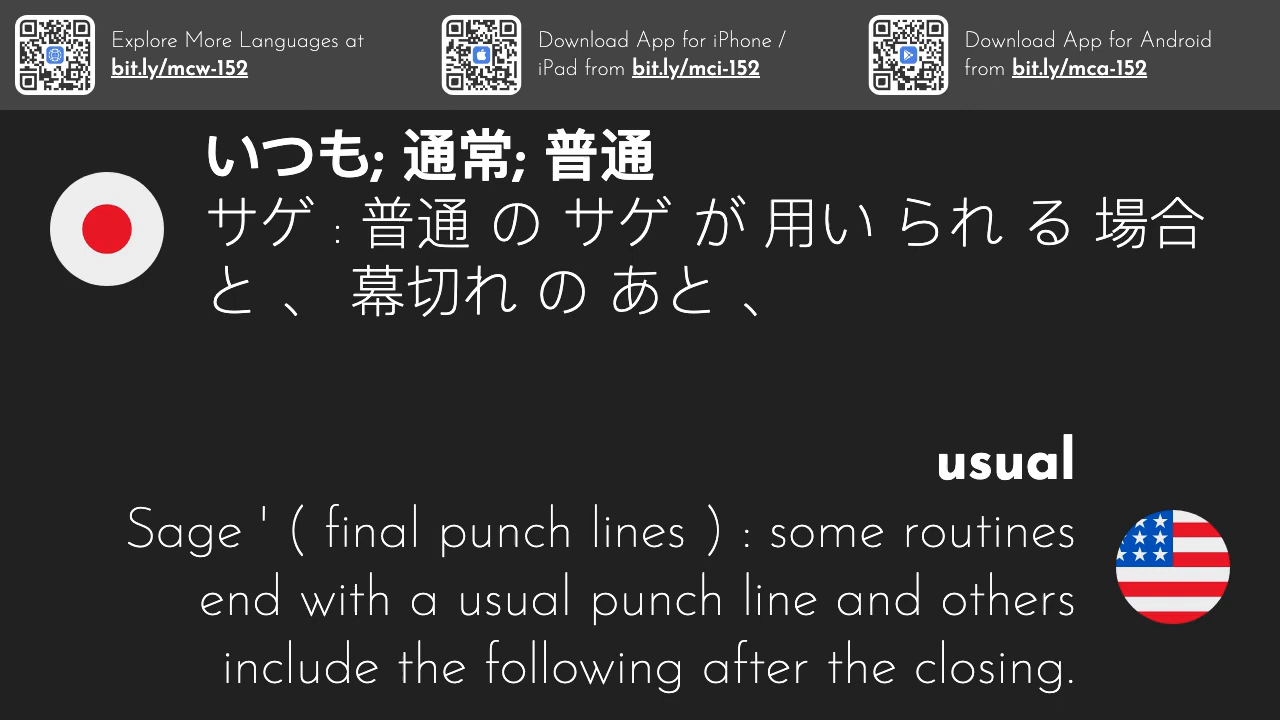 Explore More Languages at
bit.ly/mcw-152
Download App for iPhone /
iPad from bit.ly/mci-152
Download App for Android
from bit.ly/mca-152
いつも; 通常; 普通
サゲ : 普通 の サゲ が 用い られ る 場合
と 、 幕切れ の あと 、
usual
Sage ' ( final punch lines ) : some routines
end with a usual punch line and others
include the following after the closing.